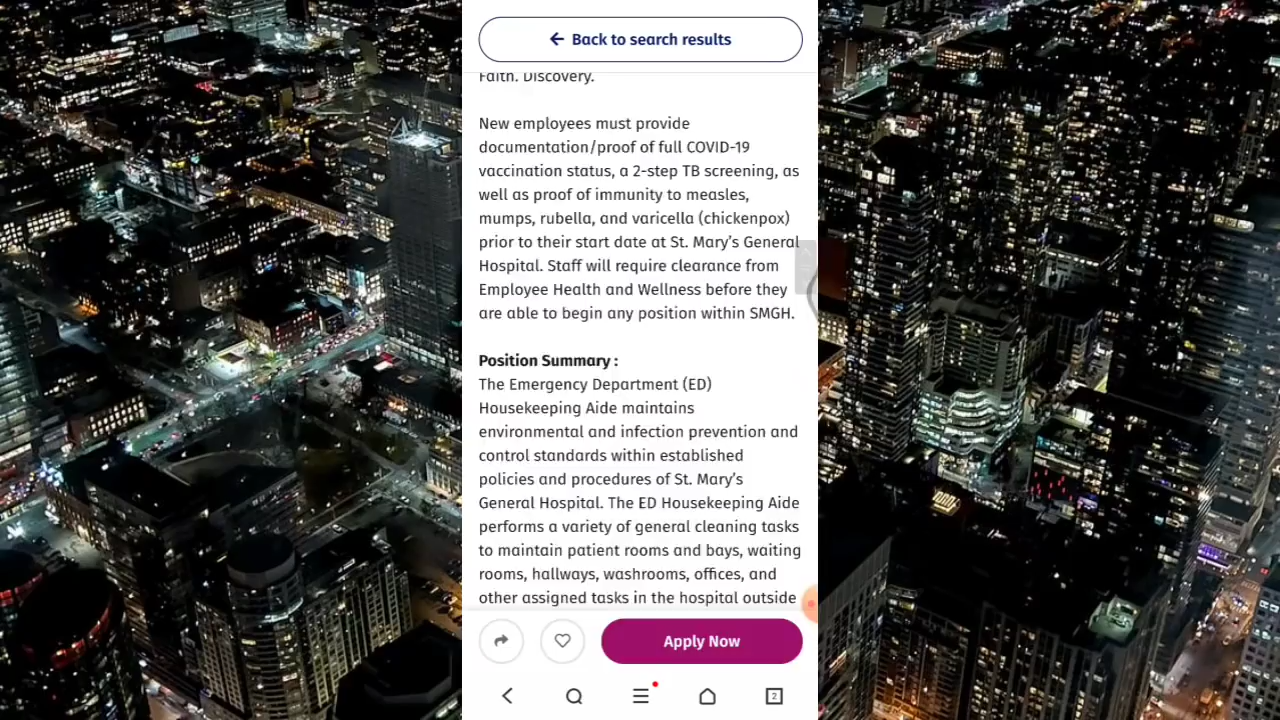 Back to search results
Faith. Discovery.
New employees must provide
documentation/proof of full COVID-19
vaccination status, a 2-step TB screening, as
well as proof of immunity to measles,
mumps, rubella, and varicella (chickenpox)
prior to their start date at St. Mary’s General
Hospital. Staff will require clearance from
Employee Health and Wellness before they
are able to begin any position within SMGH.
Position Summary :
The Emergency Department (ED)
Housekeeping Aide maintains
environmental and infection prevention and
control standards within established
policies and procedures of St. Mary’s
General Hospital. The ED Housekeeping Aide
performs a variety of general cleaning tasks
to maintain patient rooms and bays, waiting
rooms, hallways, washrooms, offices, and
other assigned tasks in the hospital outside
Apply Now
2